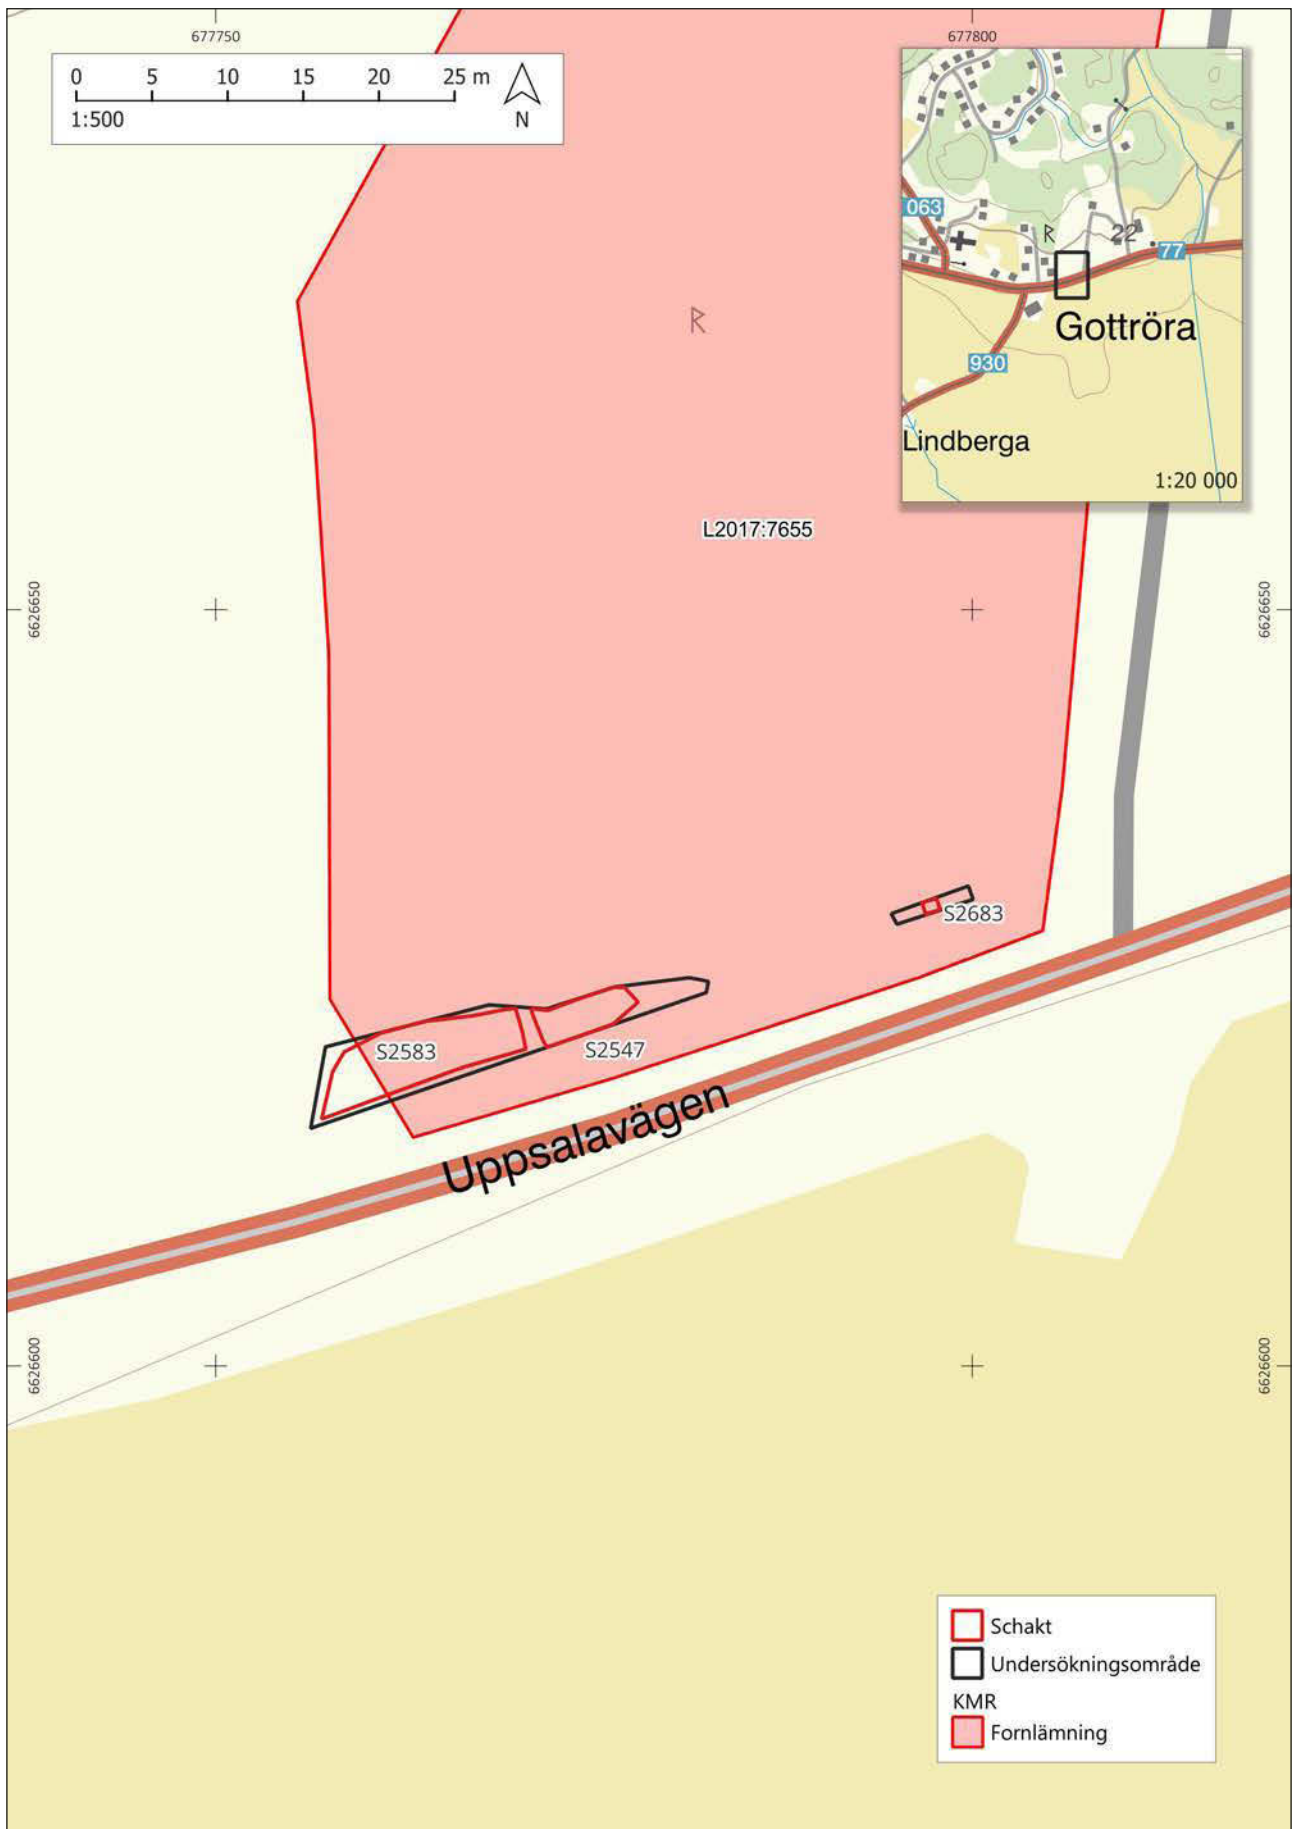 677750
677800
0 5 10 15 20 25 m
1:500
N
063
22
77
Gottröra
930
Lindberga
1:20 000
L2017:7655
6626650
6626650
S2683
S2583
S2547
Uppsalavägen
6626600
6626600
Schakt
Undersökningsområde
KMR
Fornlämning